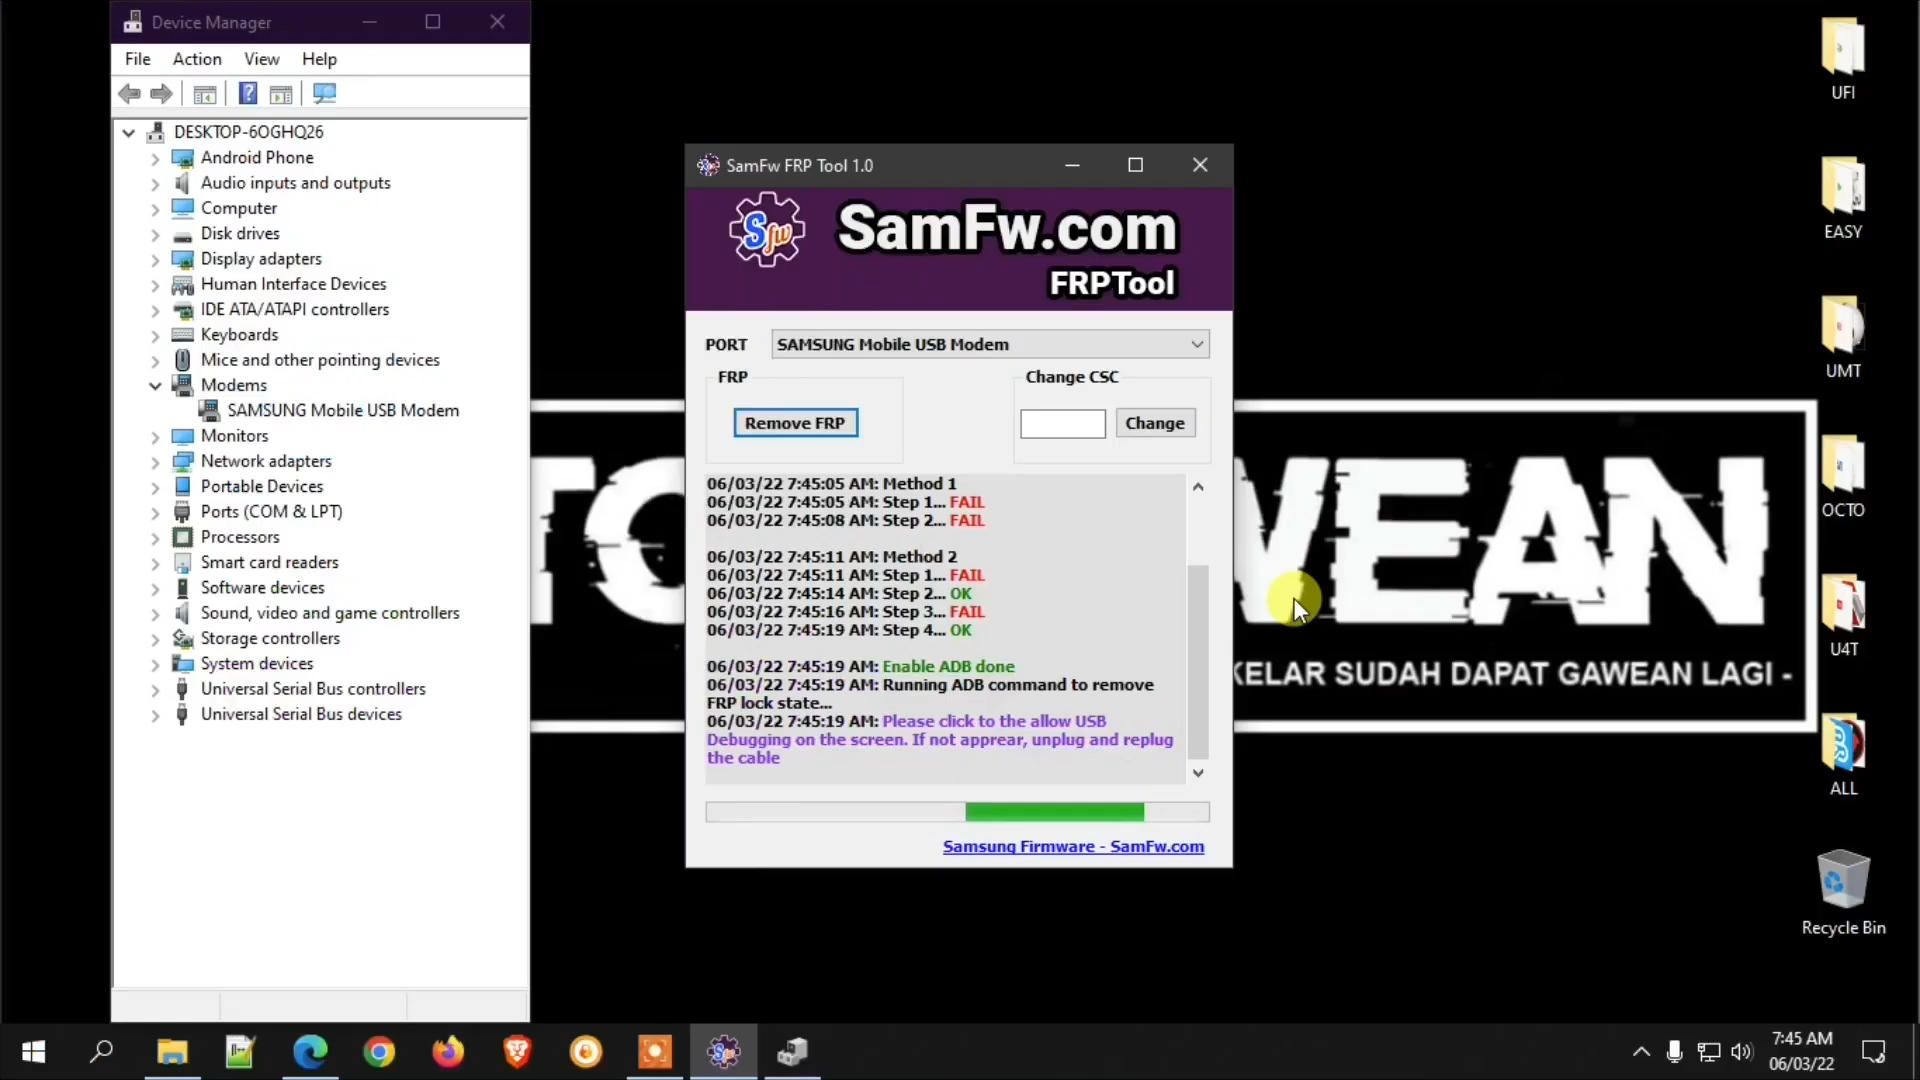 Device Manager
File Action View Help
DESKTOP-6OGHQ26
Android Phone
Audio inputs and outputs
Computer
Disk drives
Display adapters
Human Interface Devices
IDE ATA/ATAPI controllers
Keyboards
Mice and other pointing devices
Modems
SAMSUNG Mobile USB Modem
Monitors
Network adapters
Portable Devices
Ports (COM & LPT)
Processors
Smart card readers
Software devices
Sound, video and game controllers
Storage controllers
System devices
Universal Serial Bus controllers
Universal Serial Bus devices
SamFw FRP Tool 1.0
Sfw
SamFw.com
FRPTool
PORT SAMSUNG Mobile USB Modem
FRP
Remove FRP
Change CSC
Change
06/03/22 7:45:05 AM: Method 1
06/03/22 7:45:05 AM: Step 1... FAIL
06/03/22 7:45:08 AM: Step 2... FAIL
06/03/22 7:45:11 AM: Method 2
06/03/22 7:45:11 AM: Step 1... FAIL
06/03/22 7:45:14 AM: Step 2... OK
06/03/22 7:45:16 AM: Step 3... FAIL
06/03/22 7:45:19 AM: Step 4... OK
06/03/22 7:45:19 AM: Enable ADB done
06/03/22 7:45:19 AM: Running ADB command to remove
FRP lock state...
06/03/22 7:45:19 AM: Please click to the allow USB
Debugging on the screen. If not apprear, unplug and replug
the cable
Samsung Firmware - SamFw.com
WEAN
KELAR SUDAH DAPAT GAWEAN LAGI -
UFI
EASY
UMT
OCTO
U4T
ALL
Recycle Bin
7:45 AM
06/03/22